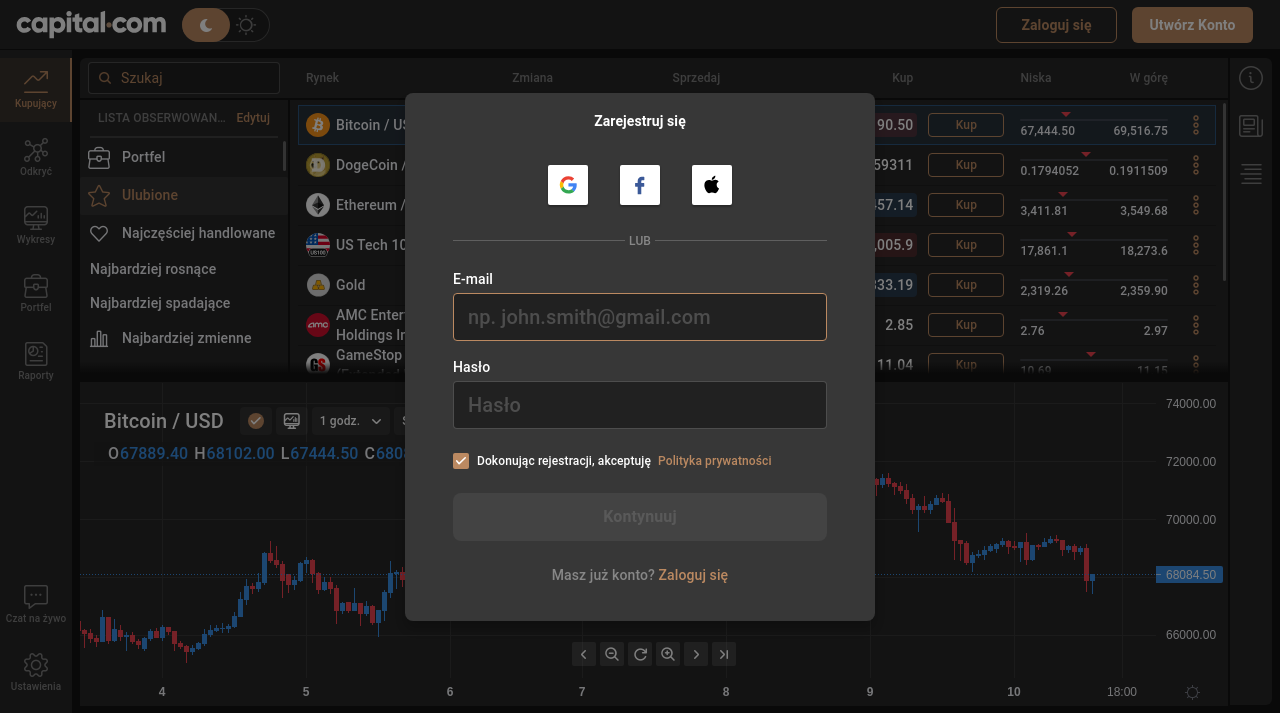 capital.com
Zaloguj się
Utwórz Konto
Szukaj
Rynek Zmiana Sprzedaj Kup Niska W górę
LISTA OBSERWOWAN... Edytuj
Portfel
Ulubione
Najczęściej handlowane
Najbardziej rosnące
Najbardziej spadające
Najbardziej zmienne
Kupujący
Odkryć
Wykresy
Portfel
Raporty
Czat na żywo
Ustawienia
Bitcoin / 90.50 Kup 67,444.50 69,516.75
DogeCoin / 59311 Kup 0.1794052 0.1911509
Ethereum / 57.14 Kup 3,411.81 3,549.68
US Tech 10 ,005.9 Kup 17,861.1 18,273.6
US100
Gold 33.19 Kup 2,319.26 2,359.90
amc
AMC Enter
Holdings In
2.85 Kup 2.76 2.97
GameStop
11.04 Kup 10.69 11.15
Zarejestruj się
LUB
E-mail
np. john.smith@gmail.com
Hasło
Hasło
Dokonując rejestracji, akceptuję Polityka prywatności
Kontynuuj
Masz już konto? Zaloguj się
Bitcoin / USD
1 godz.
O67889.40 H68102.00 L67444.50 C680
74000.00
72000.00
70000.00
68084.50
66000.00
4 5 6 7 8 9 10 18:00